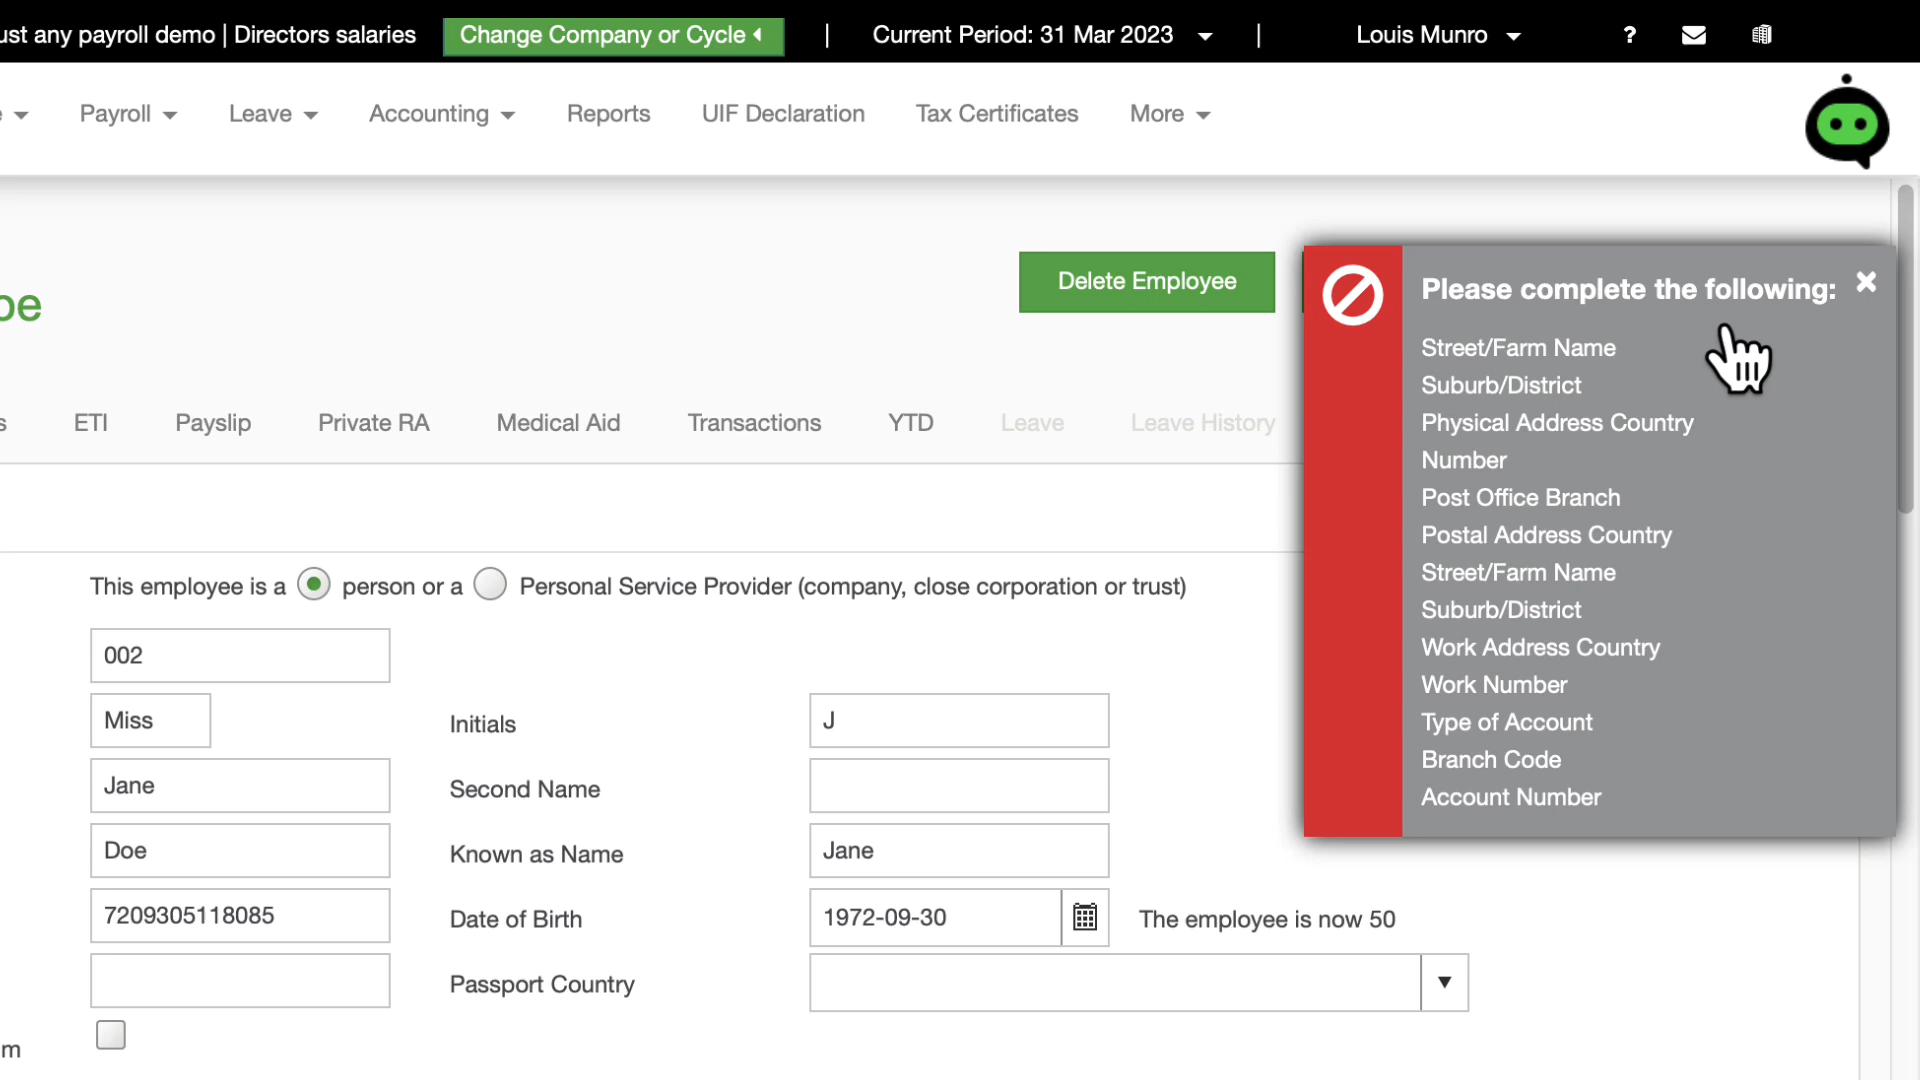 ust any payroll demo | Directors salaries Change Company or Cycle | Current Period: 31 Mar 2023 | Louis Munro ?
Payroll Leave Accounting Reports UIF Declaration Tax Certificates More
oe
Delete Employee
Please complete the following:
Street/Farm Name
Suburb/District
Physical Address Country
Number
Post Office Branch
Postal Address Country
Street/Farm Name
Suburb/District
Work Address Country
Work Number
Type of Account
Branch Code
Account Number
s ETI Payslip Private RA Medical Aid Transactions YTD Leave Leave History
This employee is a person or a Personal Service Provider (company, close corporation or trust)
002
Miss Initials J
Jane Second Name
Doe Known as Name Jane
7209305118085 Date of Birth 1972-09-30 The employee is now 50
Passport Country
m